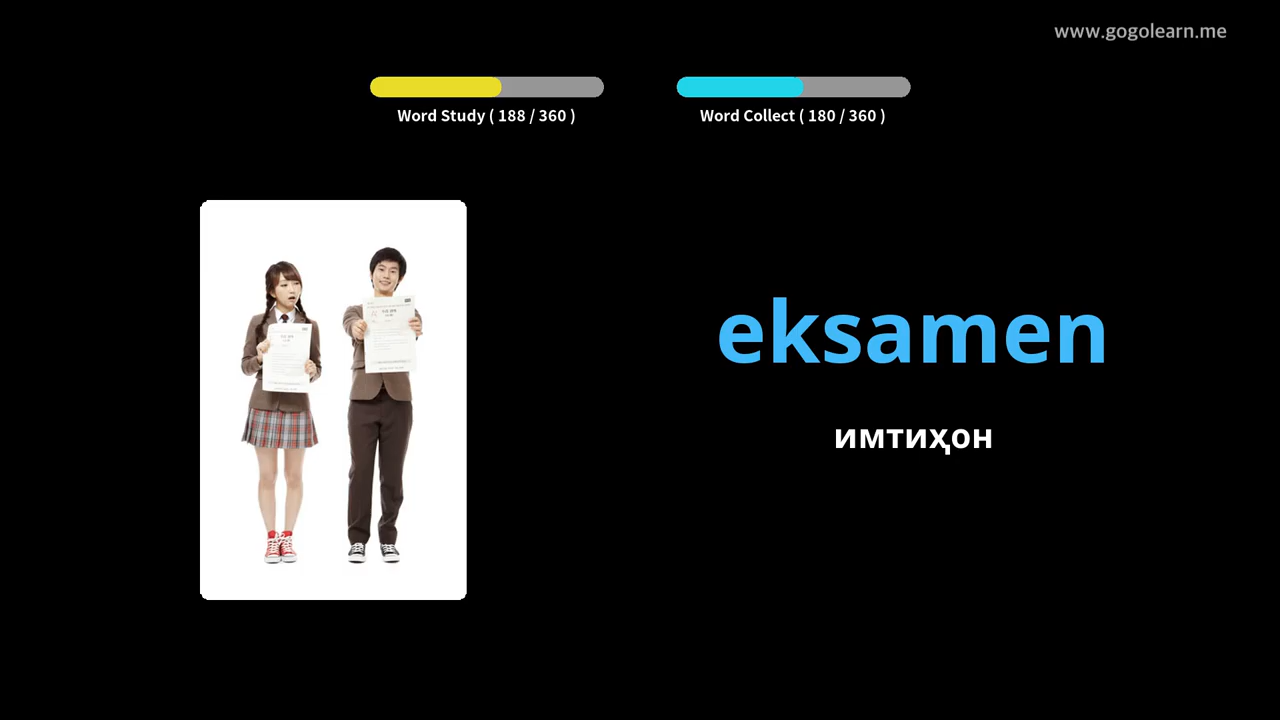 www.gogolearn.me
Word Study ( 188 / 360 )
Word Collect ( 180 / 360 )
eksamen
имтиҳон